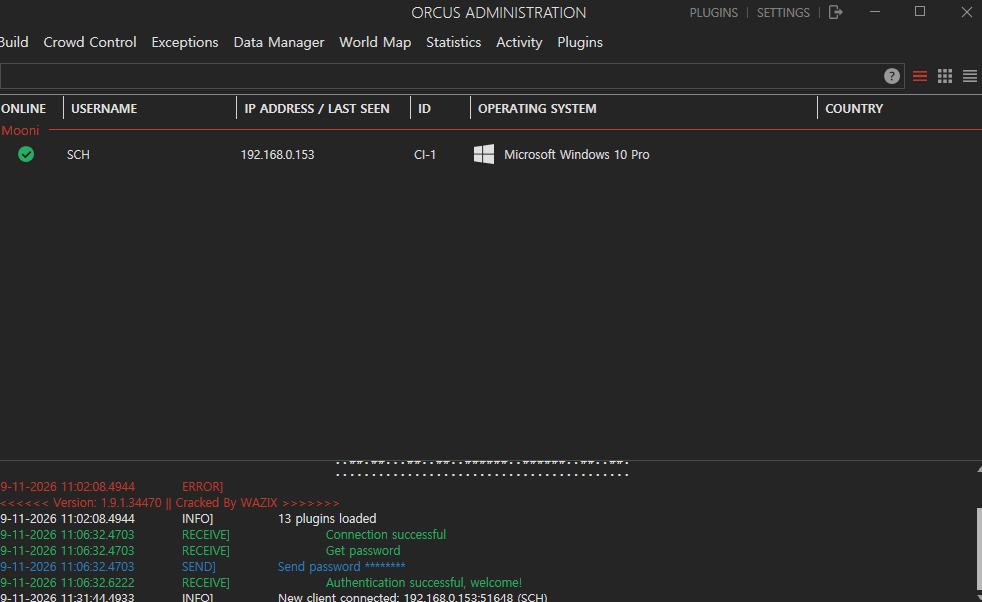 ORCUS ADMINISTRATION PLUGINS SETTINGS
Build Crowd Control Exceptions Data Manager World Map Statistics Activity Plugins
?
ONLINE USERNAME IP ADDRESS / LAST SEEN ID OPERATING SYSTEM COUNTRY
Mooni
SCH 192.168.0.153 CI-1 Microsoft Windows 10 Pro
9-11-2026 11:02:08.4944 ERROR]
<<<<<< Version: 1.9.1.34470 || Cracked By WAZIX >>>>>>>
9-11-2026 11:02:08.4944 INFO] 13 plugins loaded
9-11-2026 11:06:32.4703 RECEIVE] Connection successful
9-11-2026 11:06:32.4703 RECEIVE] Get password
9-11-2026 11:06:32.4703 SEND] Send password ********
9-11-2026 11:06:32.6222 RECEIVE] Authentication successful, welcome!
9-11-2026 11:31:44.4933 INFO] New client connected: 192.168.0.153:51648 (SCH)